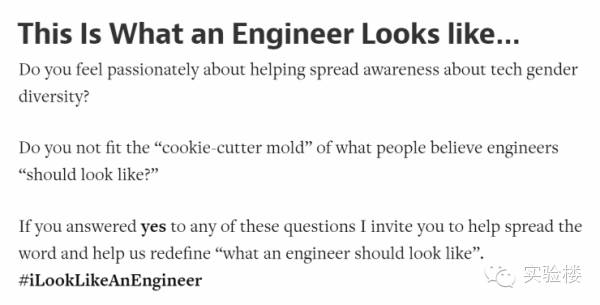 This Is What an Engineer Looks like...
Do you feel passionately about helping spread awareness about tech gender
diversity?
Do you not fit the “cookie-cutter mold” of what people believe engineers
“should look like?”
If you answered yes to any of these questions I invite you to help spread the
word and help us redefine “what an engineer should look like”.
#iLookLikeAnEngineer
实验楼